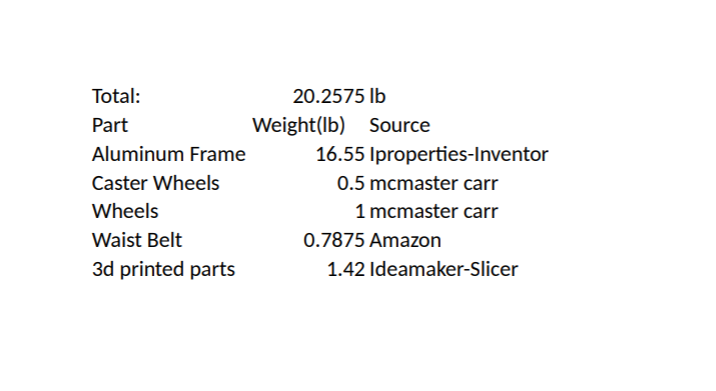 Total: 20.2575 lb
Part Weight(lb) Source
Aluminum Frame 16.55 Iproperties-Inventor
Caster Wheels 0.5 mcmaster carr
Wheels 1 mcmaster carr
Waist Belt 0.7875 Amazon
3d printed parts 1.42 Ideamaker-Slicer